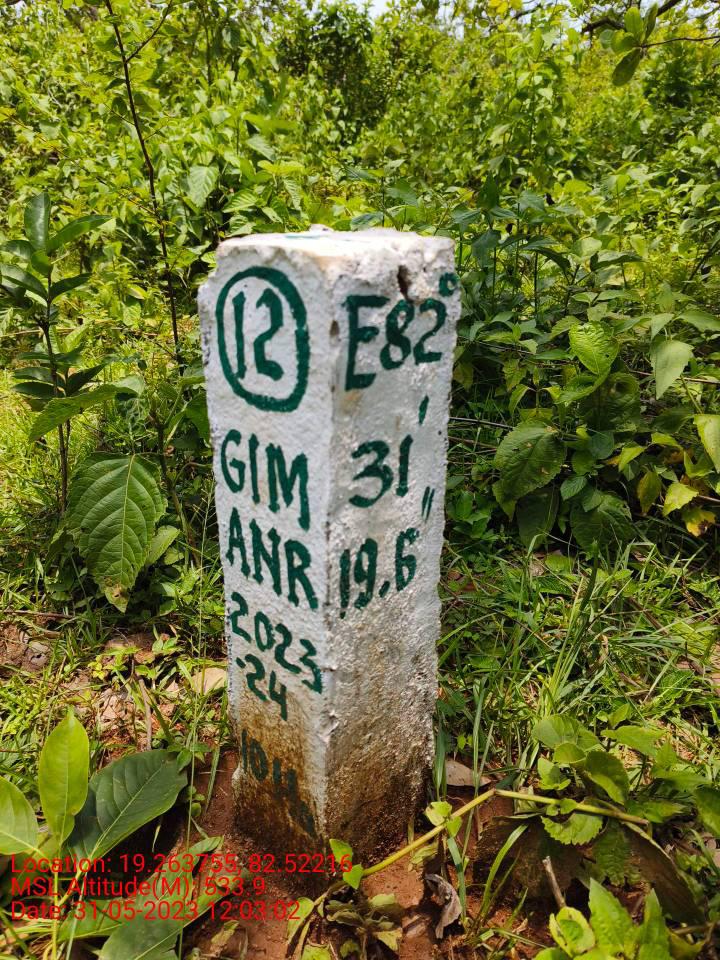 12
GIM
ANR
2023
-24
10 H
E82°
31'
19.6"
Location: 19.263755, 82.52216
MSL Altitude(M): 533.9
Date: 31-05-2023 12:03:02